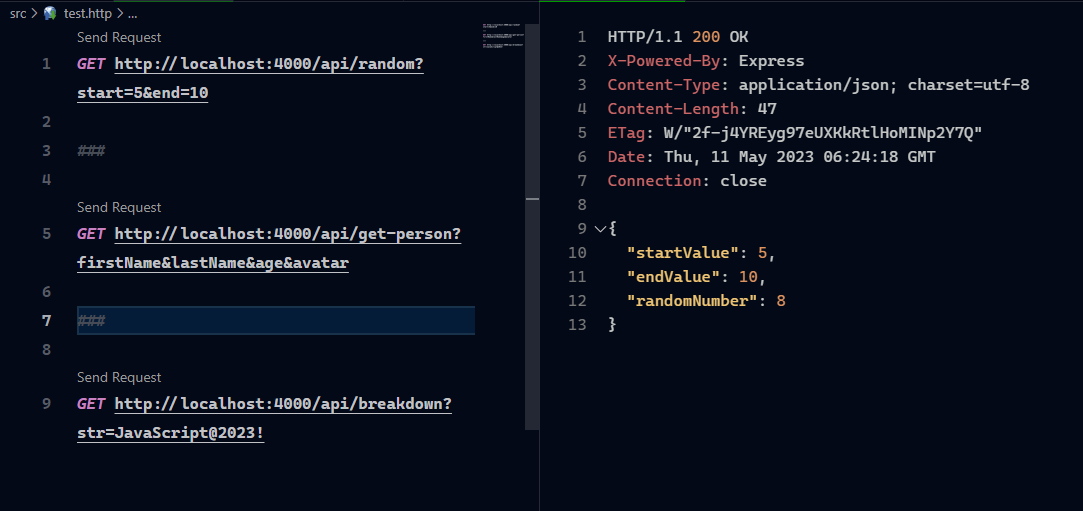 src > test.http > ...
Send Request
1 GET http://localhost:4000/api/random?
start=5&end=10
2
3 ###
4
Send Request
5 GET http://localhost:4000/api/get-person?
firstName&lastName&age&avatar
6
7 ###
8
Send Request
9 GET http://localhost:4000/api/breakdown?
str=JavaScript@2023!
1 HTTP/1.1 200 OK
2 X-Powered-By: Express
3 Content-Type: application/json; charset=utf-8
4 Content-Length: 47
5 ETag: W/"2f-j4YREyg97eUXKkRtlHoMINp2Y7Q"
6 Date: Thu, 11 May 2023 06:24:18 GMT
7 Connection: close
8
9 {
10 "startValue": 5,
11 "endValue": 10,
12 "randomNumber": 8
13 }